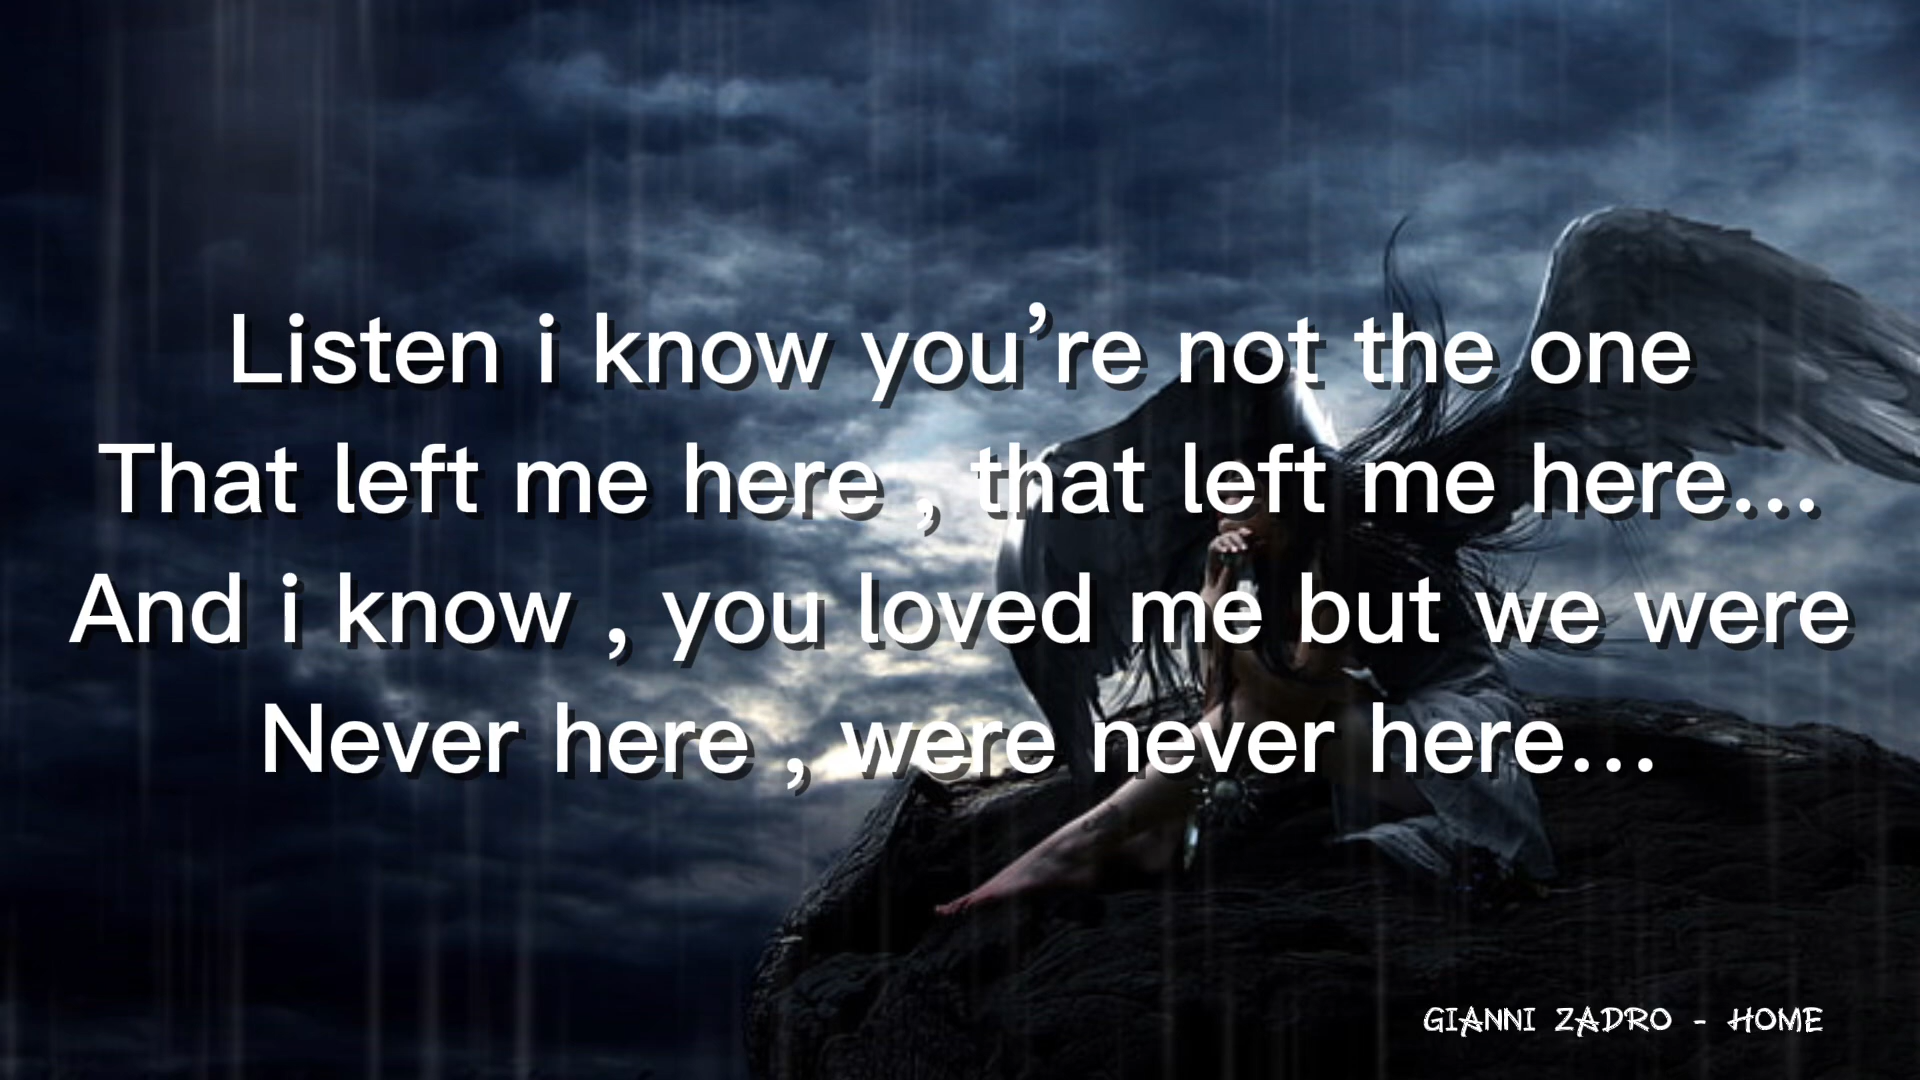 Listen i know you’re not the one
That left me here , that left me here...
And i know , you loved me but we were
Never here , were never here...
GIANNI ZADRO - HOME